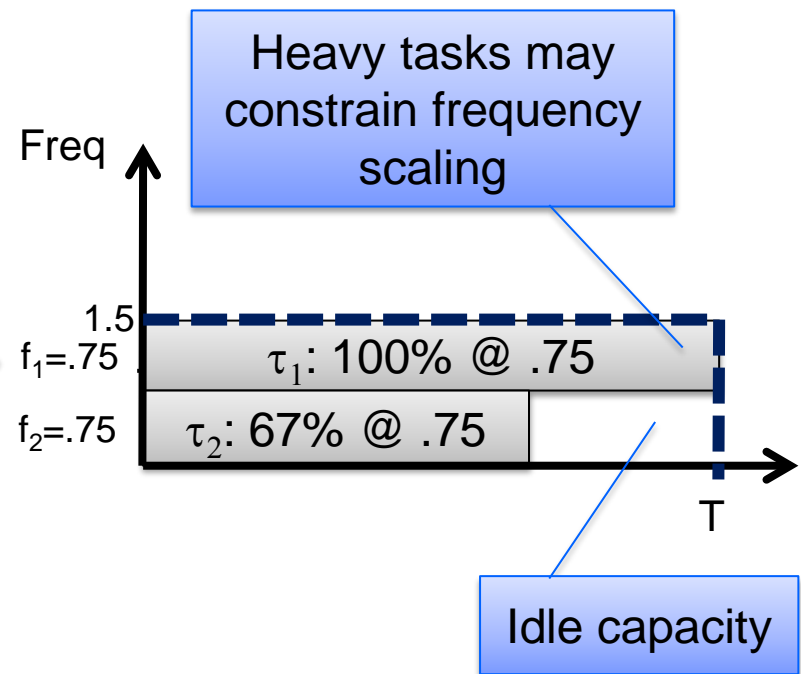 Heavy tasks may
constrain frequency
scaling
Freq
1.5
f₁=.75
τ₁: 100% @ .75
f₂=.75
τ₂: 67% @ .75
T
Idle capacity